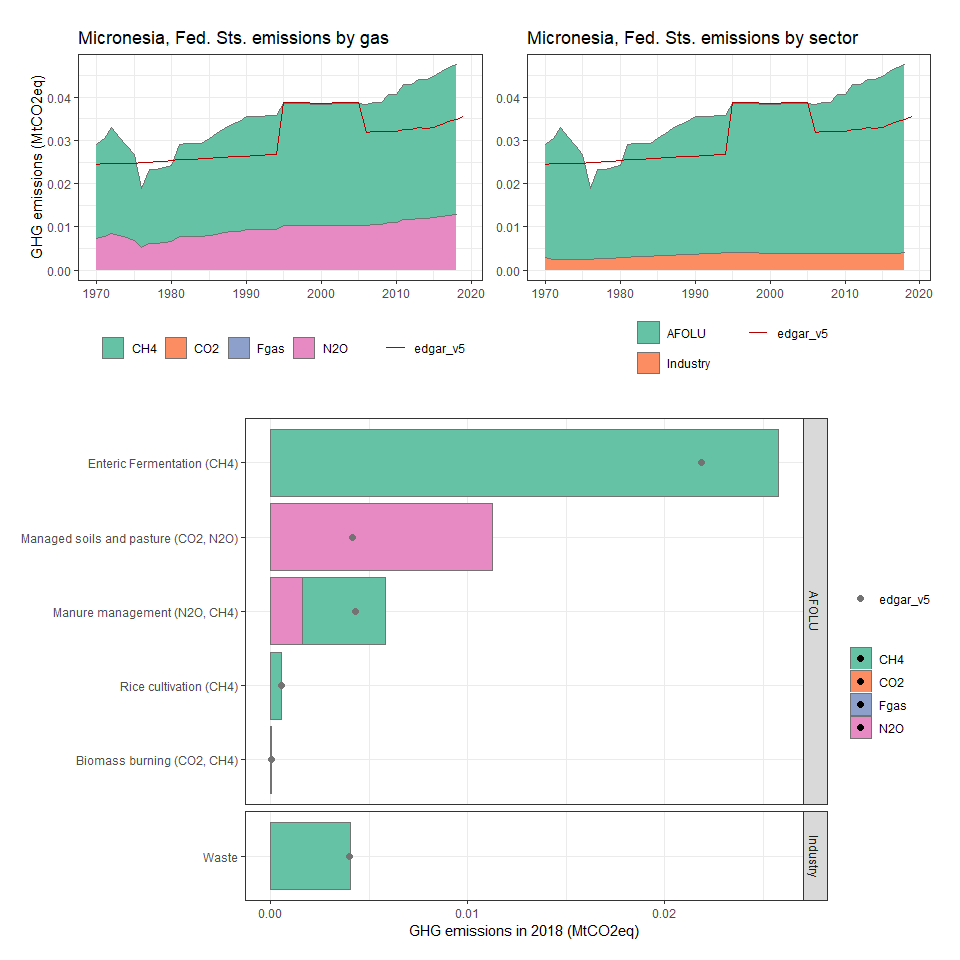 Micronesia, Fed. Sts. emissions by gas
GHG emissions (MtCO2eq)
0.04
0.03
0.02
0.01
0.00
1970 1980 1990 2000 2010 2020
CH4 CO2 Fgas N2O edgar_v5
Micronesia, Fed. Sts. emissions by sector
0.04
0.03
0.02
0.01
0.00
1970 1980 1990 2000 2010 2020
AFOLU edgar_v5
Industry
Enteric Fermentation (CH4)
Managed soils and pasture (CO2, N2O)
Manure management (N2O, CH4)
Rice cultivation (CH4)
Biomass burning (CO2, CH4)
AFOLU
Waste
Industry
0.00 0.01 0.02
GHG emissions in 2018 (MtCO2eq)
edgar_v5
CH4
CO2
Fgas
N2O